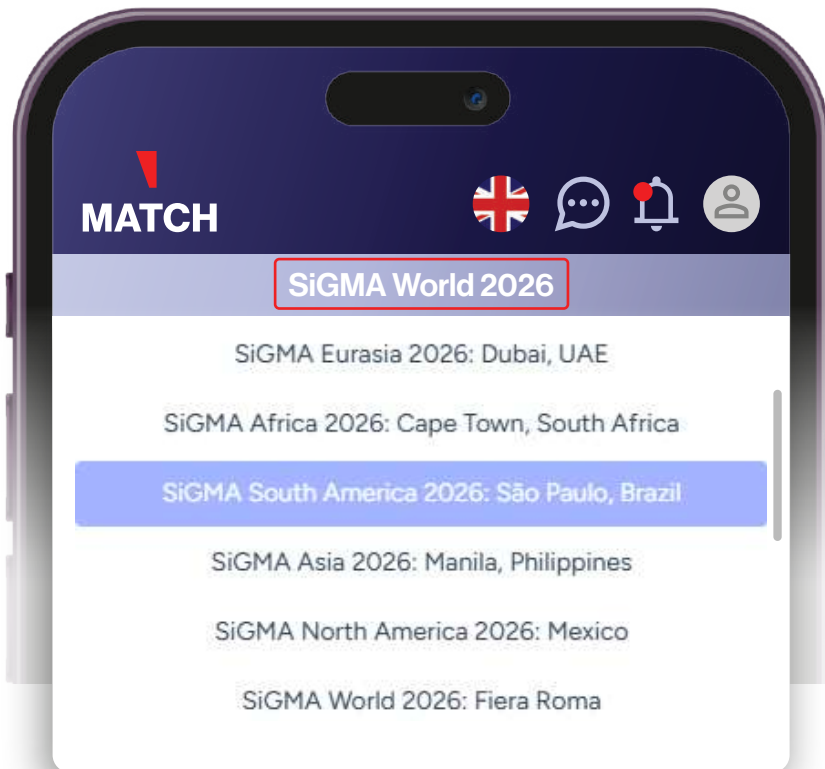 MATCH
SiGMA World 2026
SiGMA Eurasia 2026: Dubai, UAE
SiGMA Africa 2026: Cape Town, South Africa
SiGMA South America 2026: São Paulo, Brazil
SiGMA Asia 2026: Manila, Philippines
SiGMA North America 2026: Mexico
SiGMA World 2026: Fiera Roma